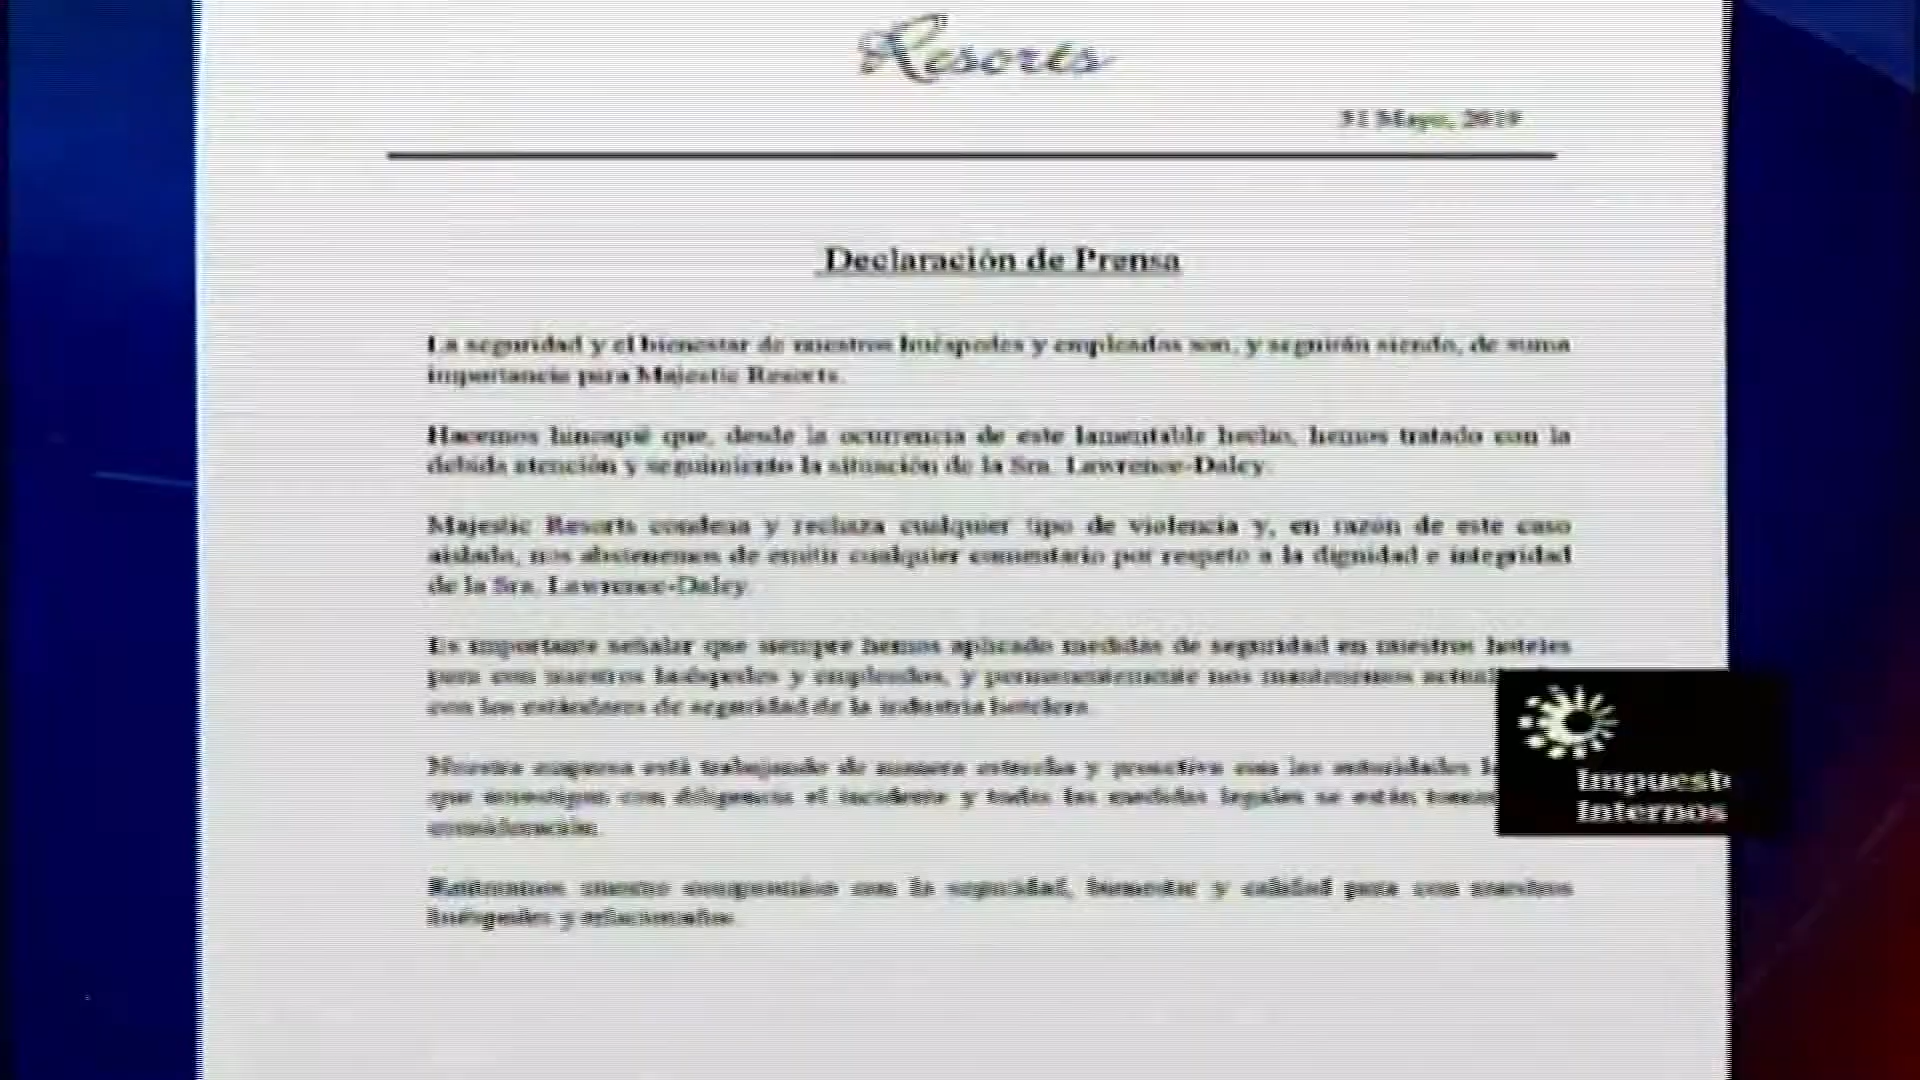 Resorts
31 Mayo, 2019
Declaración de Prensa
La seguridad y el bienestar de nuestros huéspedes y empleados son, y seguirán siendo, de suma
importancia para Majestic Resorts.
Hacemos hincapié que, desde la ocurrencia de este lamentable hecho, hemos tratado con la
debida atención y seguimiento la situación de la Sra. Lawrence-Daley.
Majestic Resorts condena y rechaza cualquier tipo de violencia y, en razón de este caso
aislado, nos abstenemos de emitir cualquier comentario por respeto a la dignidad e integridad
de la Sra. Lawrence-Daley.
Es importante señalar que siempre hemos aplicado medidas de seguridad en nuestros hoteles
para con nuestros huéspedes y empleados, y permanentemente nos mantenemos
con los estándares de seguridad de la industria hotelera.
Nuestra empresa está trabajando de manera estrecha y proactiva con las autoridades
que investigan con diligencia el incidente y todas las medidas legales se están
consideración.
Reiteramos nuestro compromiso con la seguridad, bienestar y calidad para con nuestros
huéspedes y relacionados.
Impuesto
Internos